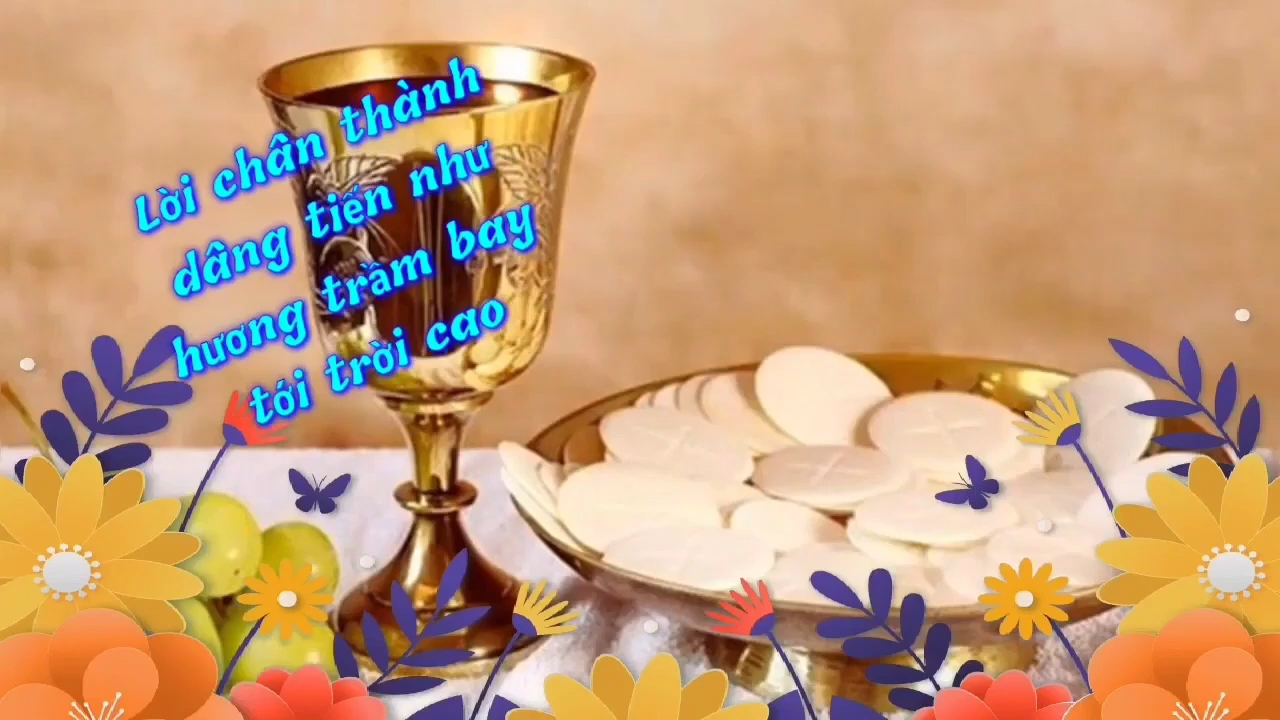 Lời chân thành
dâng tiến như
hương trầm bay
tới trời cao